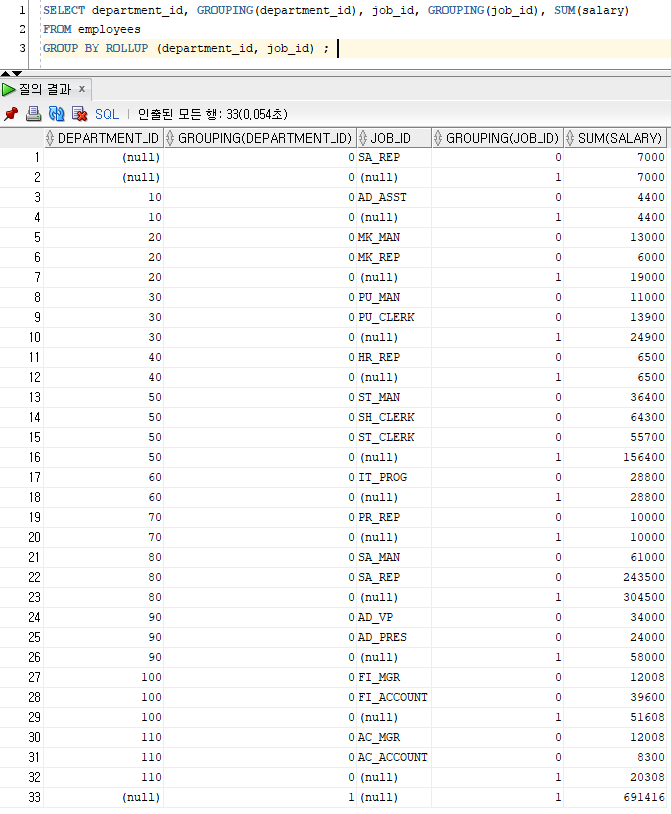 1 SELECT department_id, GROUPING(department_id), job_id, GROUPING(job_id), SUM(salary)
2 FROM employees
3 GROUP BY ROLLUP (department_id, job_id) ;
질의 결과 x
SQL | 인출된 모든 행: 33(0,054초)
DEPARTMENT_ID GROUPING(DEPARTMENT_ID) JOB_ID GROUPING(JOB_ID) SUM(SALARY)
1 (null) 0 SA_REP 0 7000
2 (null) 0 (null) 1 7000
3 10 0 AD_ASST 0 4400
4 10 0 (null) 1 4400
5 20 0 MK_MAN 0 13000
6 20 0 MK_REP 0 6000
7 20 0 (null) 1 19000
8 30 0 PU_MAN 0 11000
9 30 0 PU_CLERK 0 13900
10 30 0 (null) 1 24900
11 40 0 HR_REP 0 6500
12 40 0 (null) 1 6500
13 50 0 ST_MAN 0 36400
14 50 0 SH_CLERK 0 64300
15 50 0 ST_CLERK 0 55700
16 50 0 (null) 1 156400
17 60 0 IT_PROG 0 28800
18 60 0 (null) 1 28800
19 70 0 PR_REP 0 10000
20 70 0 (null) 1 10000
21 80 0 SA_MAN 0 61000
22 80 0 SA_REP 0 243500
23 80 0 (null) 1 304500
24 90 0 AD_VP 0 34000
25 90 0 AD_PRES 0 24000
26 90 0 (null) 1 58000
27 100 0 FI_MGR 0 12008
28 100 0 FI_ACCOUNT 0 39600
29 100 0 (null) 1 51608
30 110 0 AC_MGR 0 12008
31 110 0 AC_ACCOUNT 0 8300
32 110 0 (null) 1 20308
33 (null) 1 (null) 1 691416